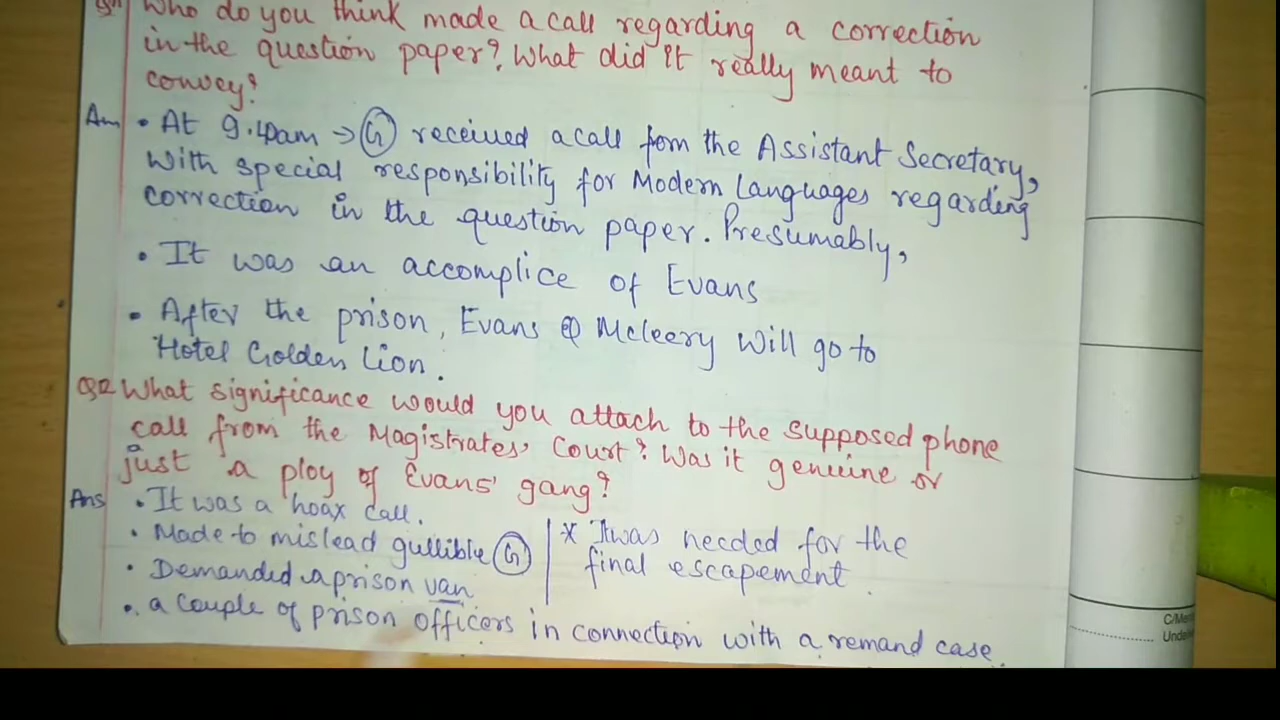 Who do you think made a call regarding a correction
in the question paper? What did it really meant to
convey?
Ans • At 9.40am → (G) received a call fom the Assistant Secretary,
With special responsibility for Modern Languages regarding
correction in the question paper. Presumably,
• It was an accomplice of Evans
• After the prison, Evans @ Mcleery will go to
Hotel Golden Lion.
Q2 What significance would you attach to the supposed phone
call from the Magistrates' Court? Was it genuine or
just a ploy of Evans' gang?
Ans • It was a hoax call.
• Made to mislead gullible (G)
• Demanded a prison van
• a couple of prison officers in connection with a remand case.
* It was needed for the
final escapement.